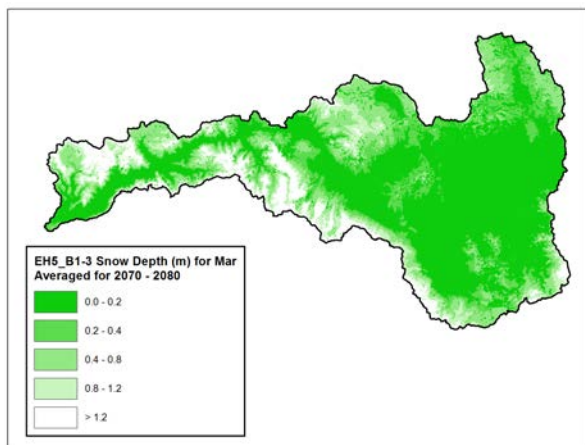 EH5_B1-3 Snow Depth (m) for Mar
Averaged for 2070 - 2080
0.0 - 0.2
0.2 - 0.4
0.4 - 0.8
0.8 - 1.2
> 1.2